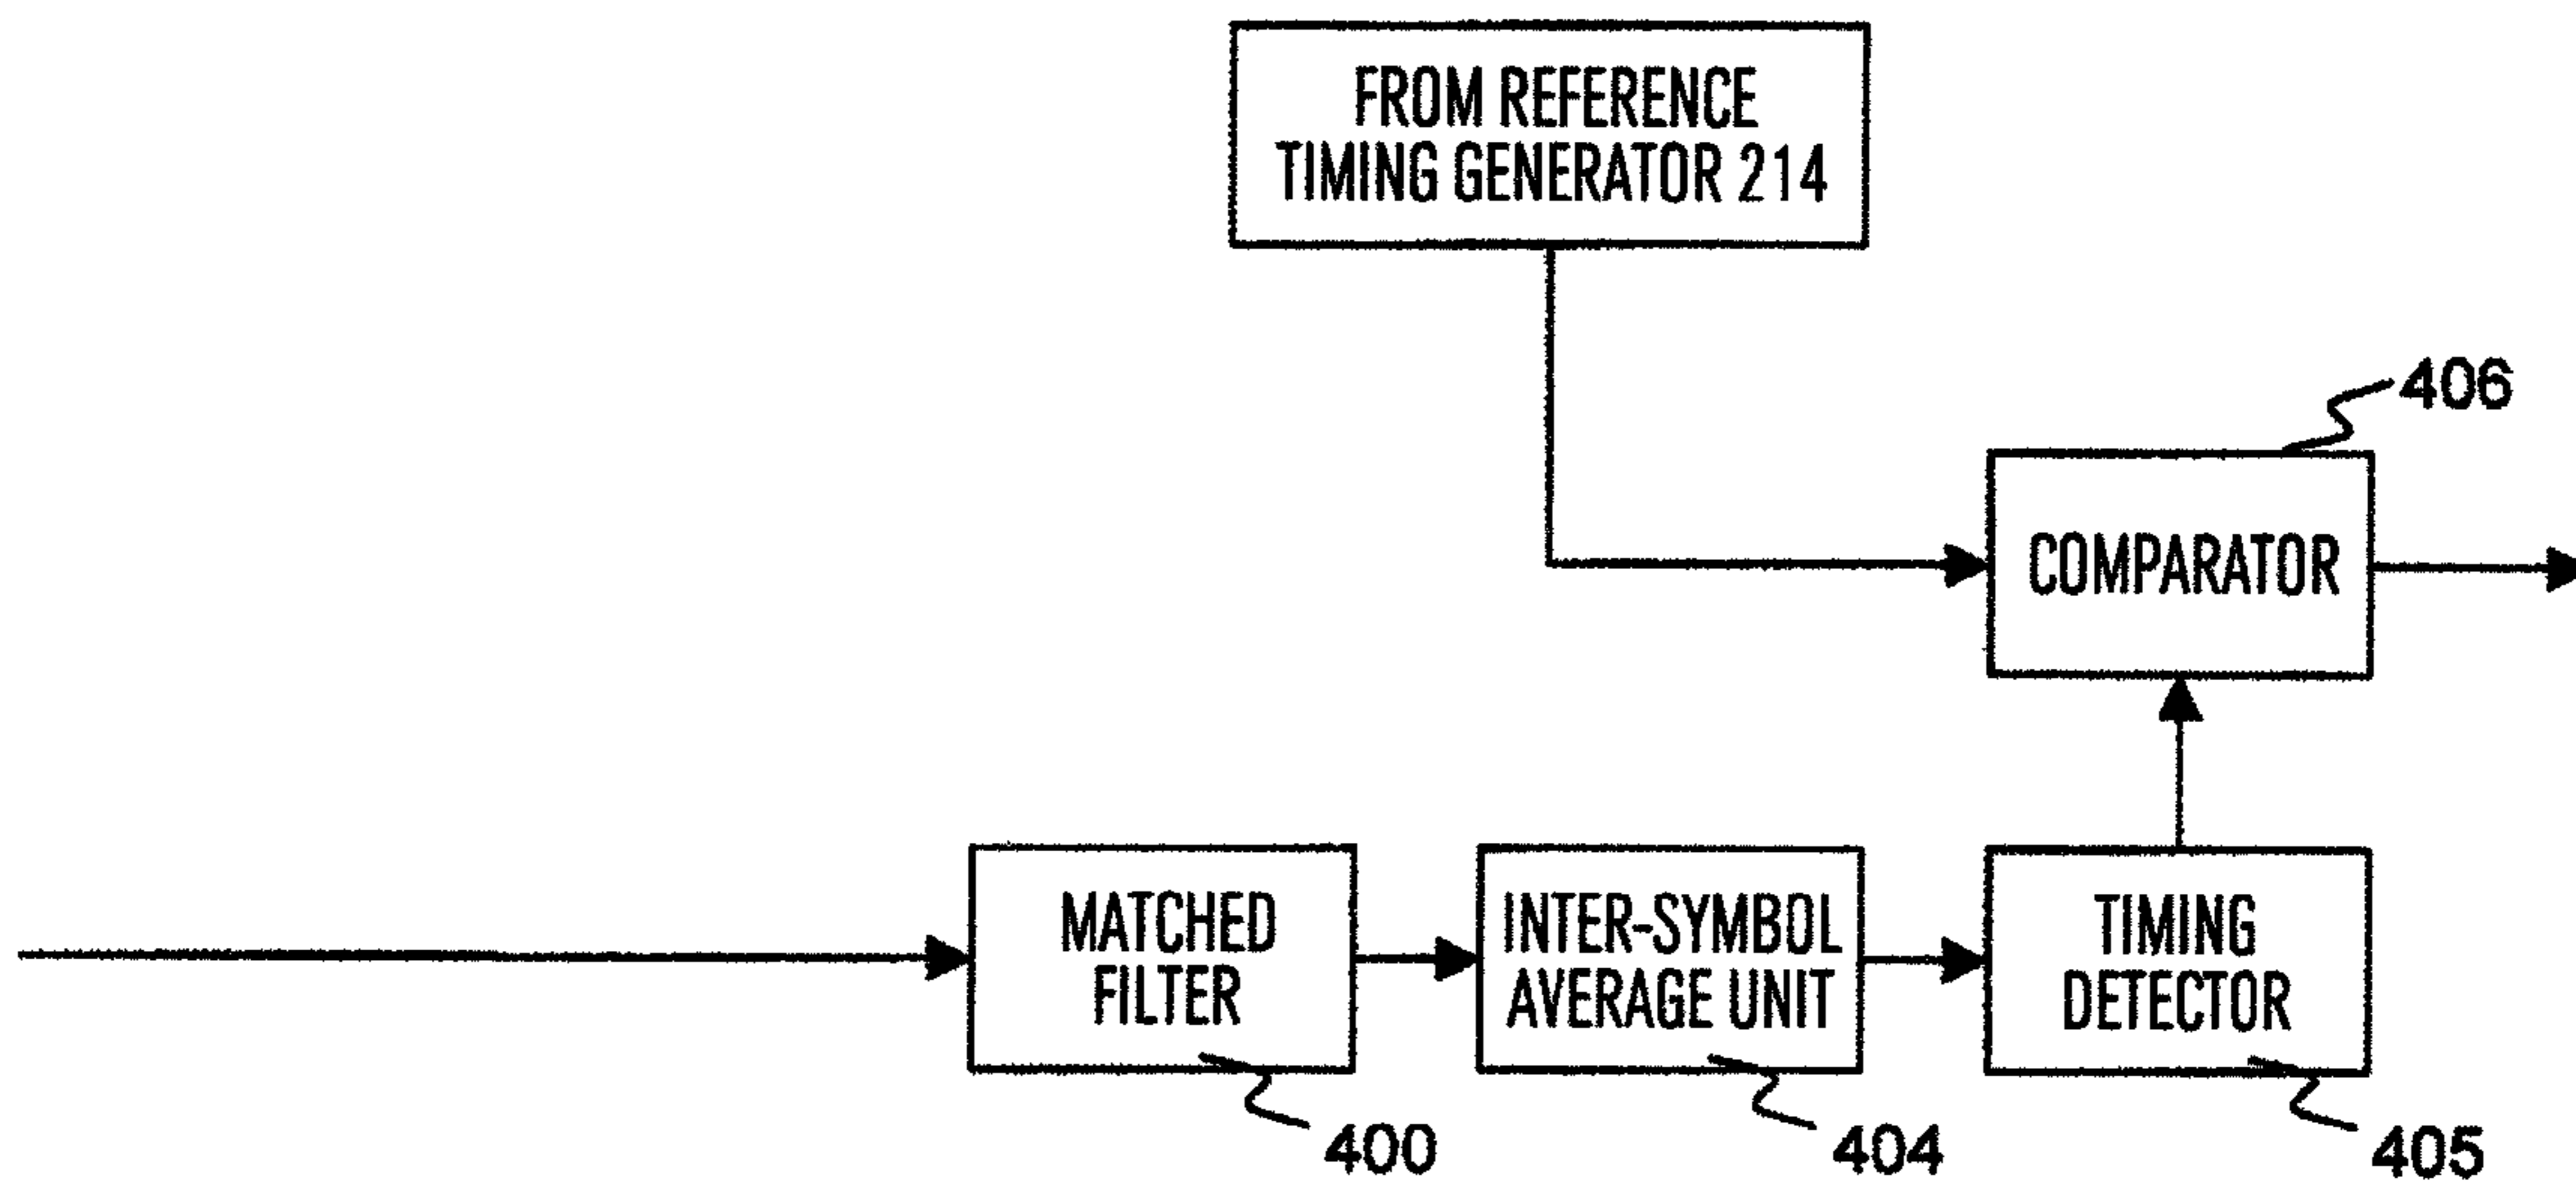 FROM REFERENCE
TIMING GENERATOR 214
406
COMPARATOR
MATCHED
FILTER
INTER-SYMBOL
AVERAGE UNIT
TIMING
DETECTOR
400
404
405